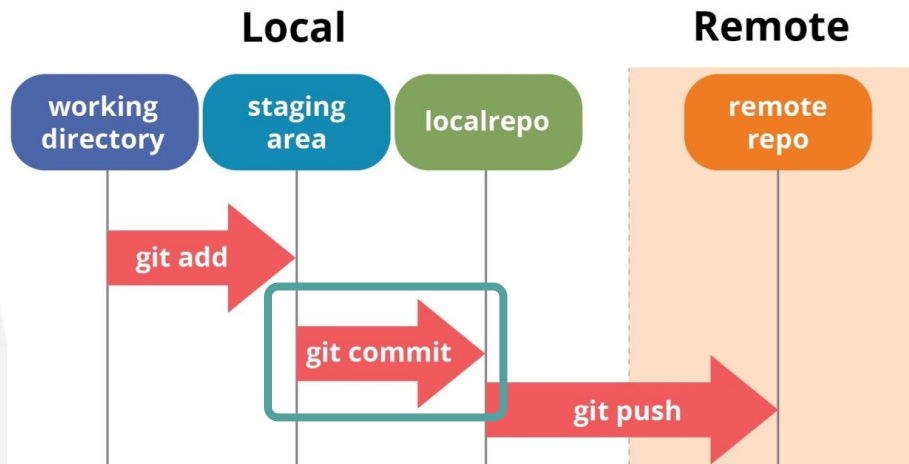 Local
Remote
working
directory
staging
area
localrepo
remote
repo
git add
git commit
git push